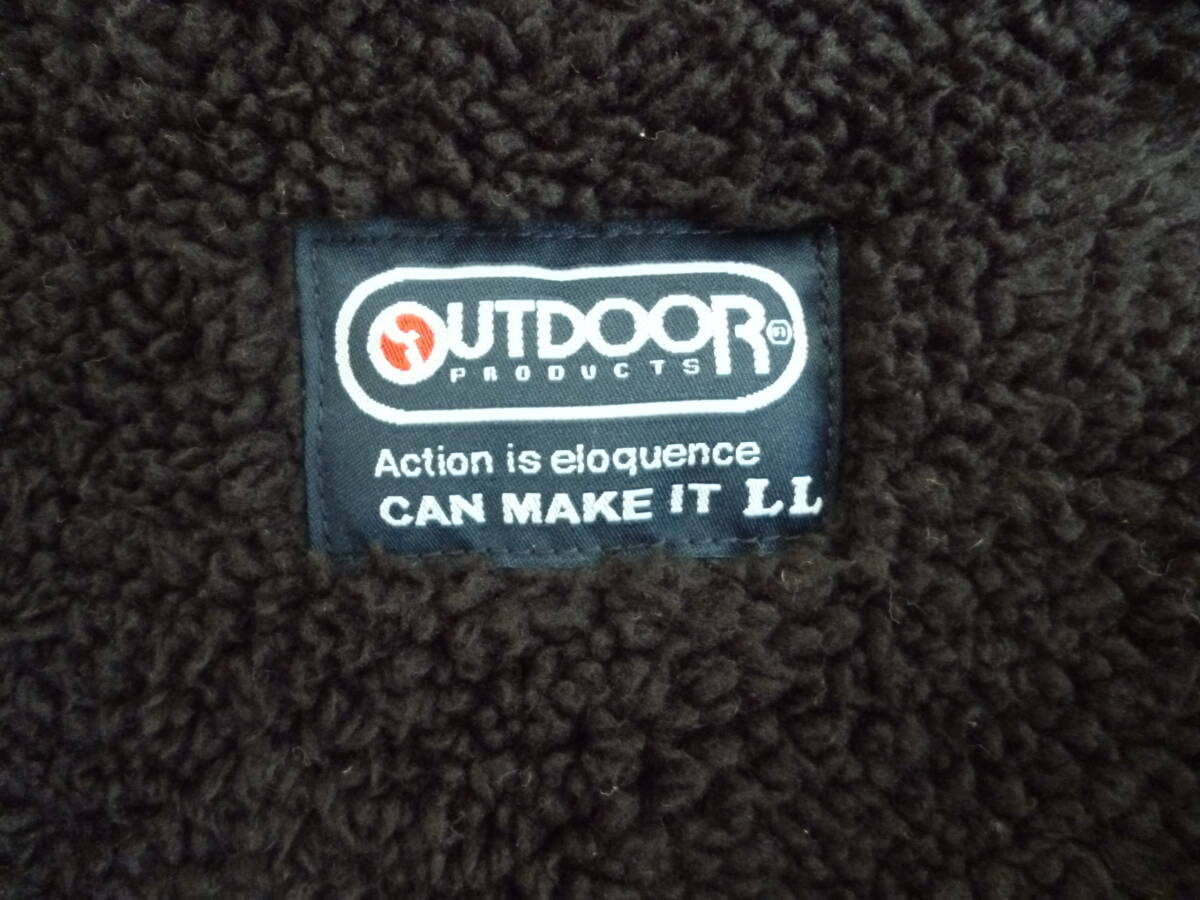 OUTDOOR®
PRODUCTS
Action is eloquence
CAN MAKE IT LL